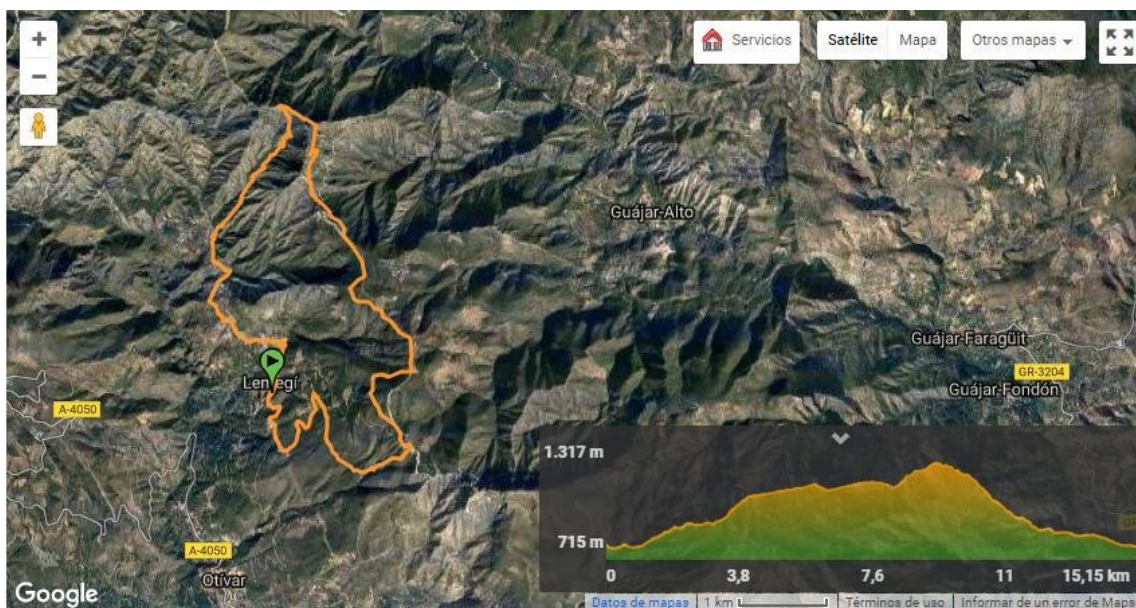 +
−
Servicios
Satélite Mapa
Otros mapas
Guájar-Alto
Guájar-Faragüit
GR-3204
Guájar-Fondón
A-4050
A-4050
Otívar
1.317 m
715 m
0 3,8 7,6 11 15,15 km
Google
Datos de mapas 1 km Términos de uso Informar de un error de Maps